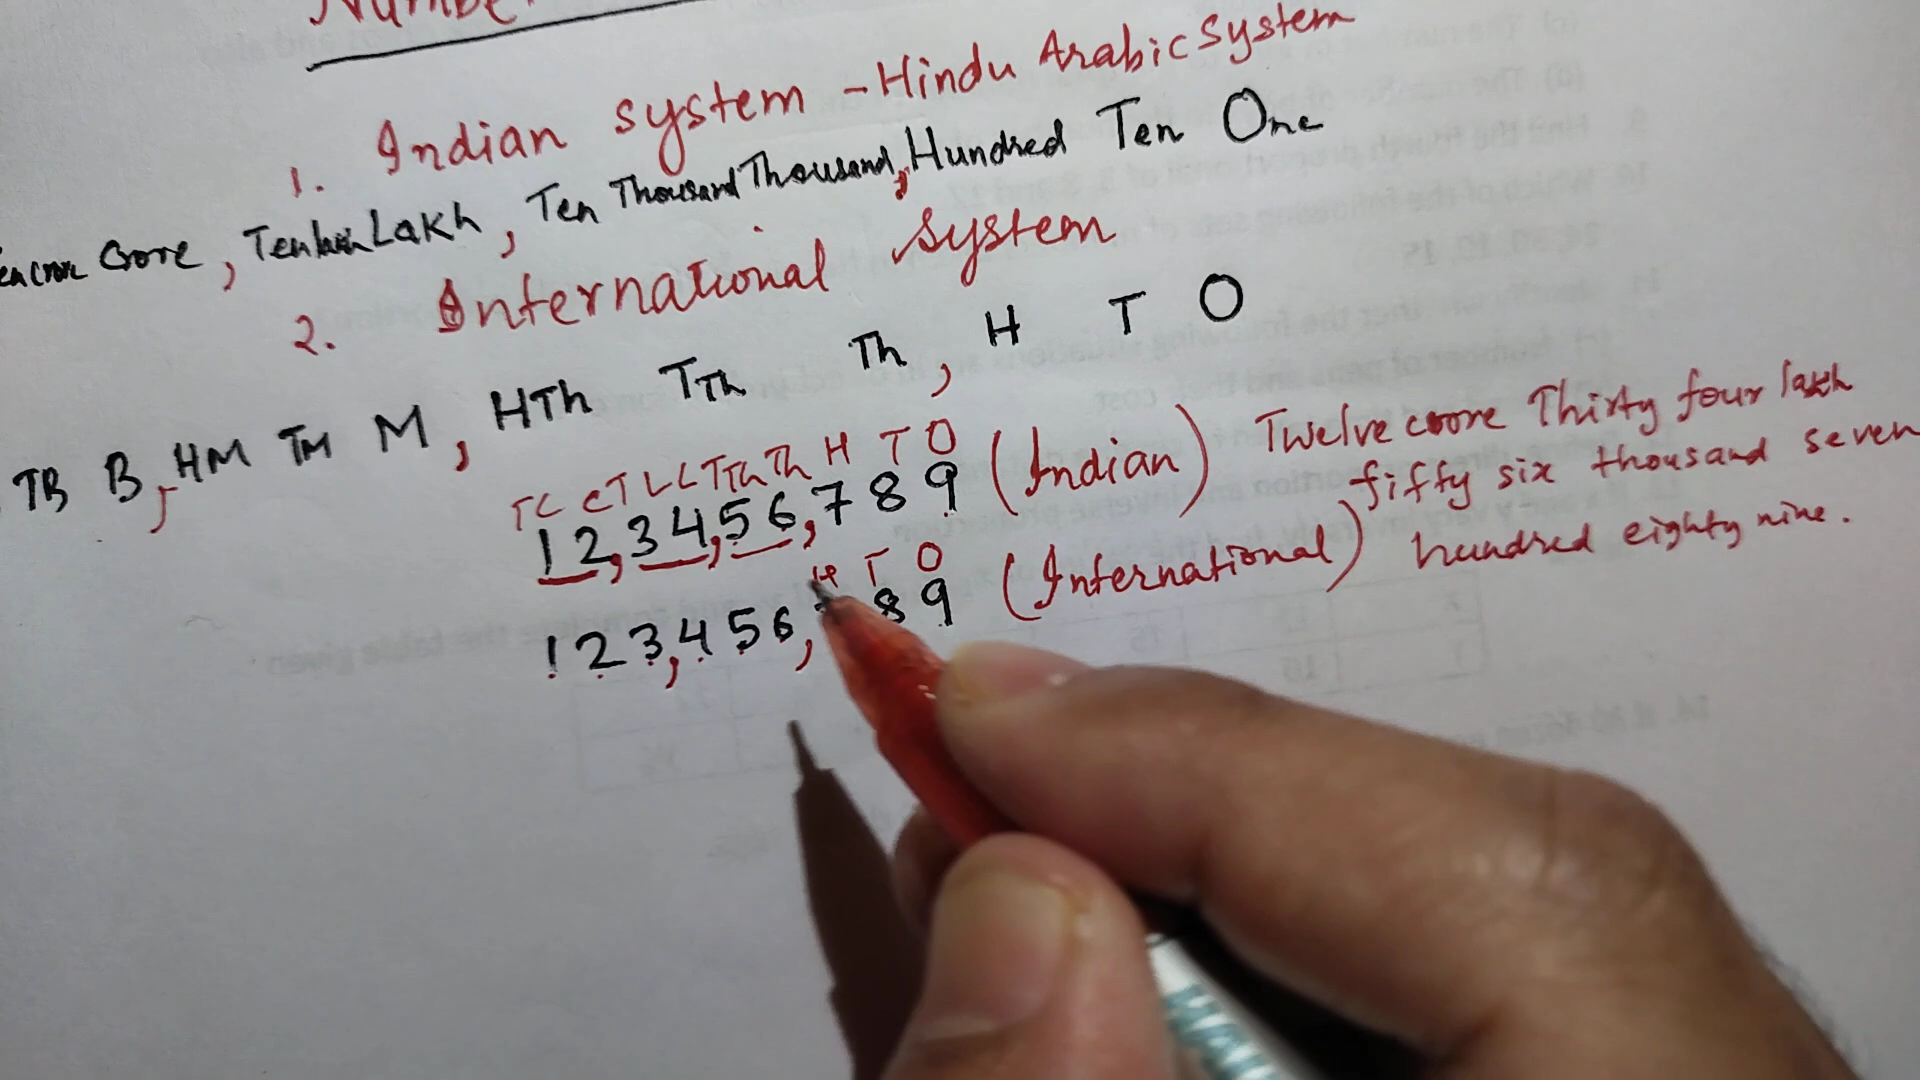 Number
1. Indian system - Hindu Arabic System
Crore, Ten lakh Lakh, Ten Thousand Thousand, Hundred Ten One
2. International System
TB B, HM TM M, HTh TTh Th, H T O
TC C T L L TTh Th H T O
12,34,56,789 (Indian) Twelve crore Thirty four lakh
fifty six thousand seven
hundred eighty nine.
H T O
123,456,789 (International)